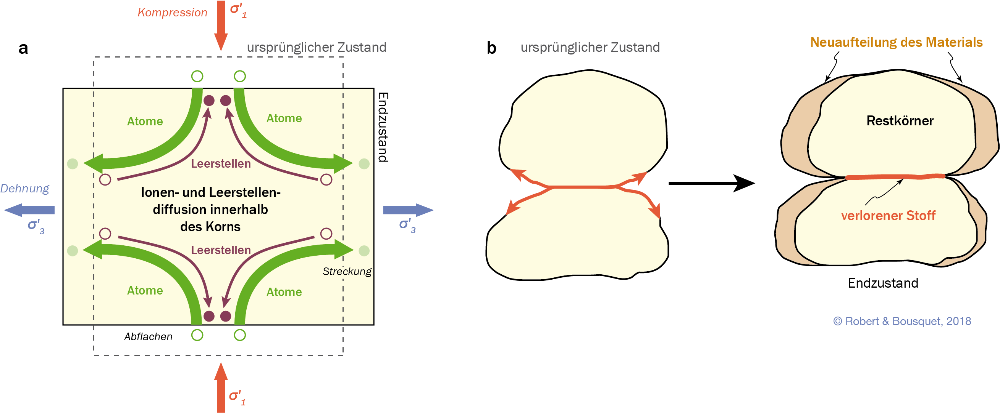 Kompression
σ'1
a
ursprünglicher Zustand
Endzustand
Atome
Atome
Leerstellen
Dehnung
σ'3
Ionen- und Leerstellen-
diffusion innerhalb
des Korns
σ'3
Leerstellen
Streckung
Atome
Atome
Abflachen
σ'1
b
ursprünglicher Zustand
Neuaufteilung des Materials
Restkörner
verlorener Stoff
Endzustand
© Robert & Bousquet, 2018